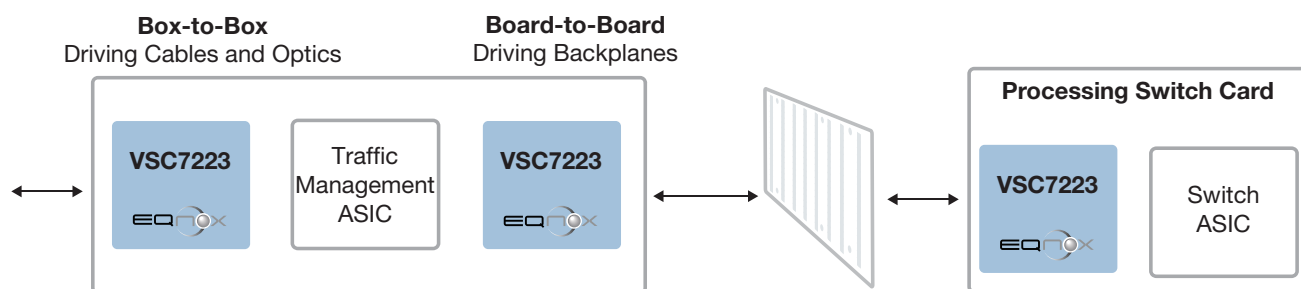 Box-to-Box
Driving Cables and Optics
Board-to-Board
Driving Backplanes
Processing Switch Card
VSC7223
EQNOX
Traffic
Management
ASIC
VSC7223
EQNOX
VSC7223
EQNOX
Switch
ASIC